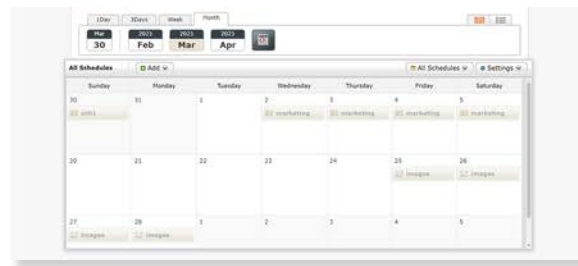 1Day 3Days Week Month
Mar 2021 2021 2021
30 Feb Mar Apr
All Schedules Add All Schedules Settings
Sunday Monday Tuesday Wednesday Thursday Friday Saturday
30 31 1 2 3 4 5
marketing marketing marketing marketing
20 21 22 23 24 25 26
images images
27 28 1 2 3 4 5
images images